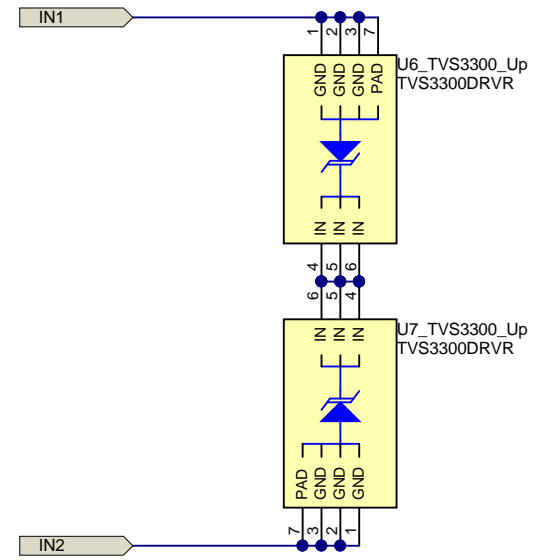 IN1
1 2 3 7
GND GND GND PAD
U6_TVS3300_Up
TVS3300DRVR
IN IN IN
4 5 6
6 5 4
IN IN IN
U7_TVS3300_Up
TVS3300DRVR
PAD GND GND GND
7 3 2 1
IN2